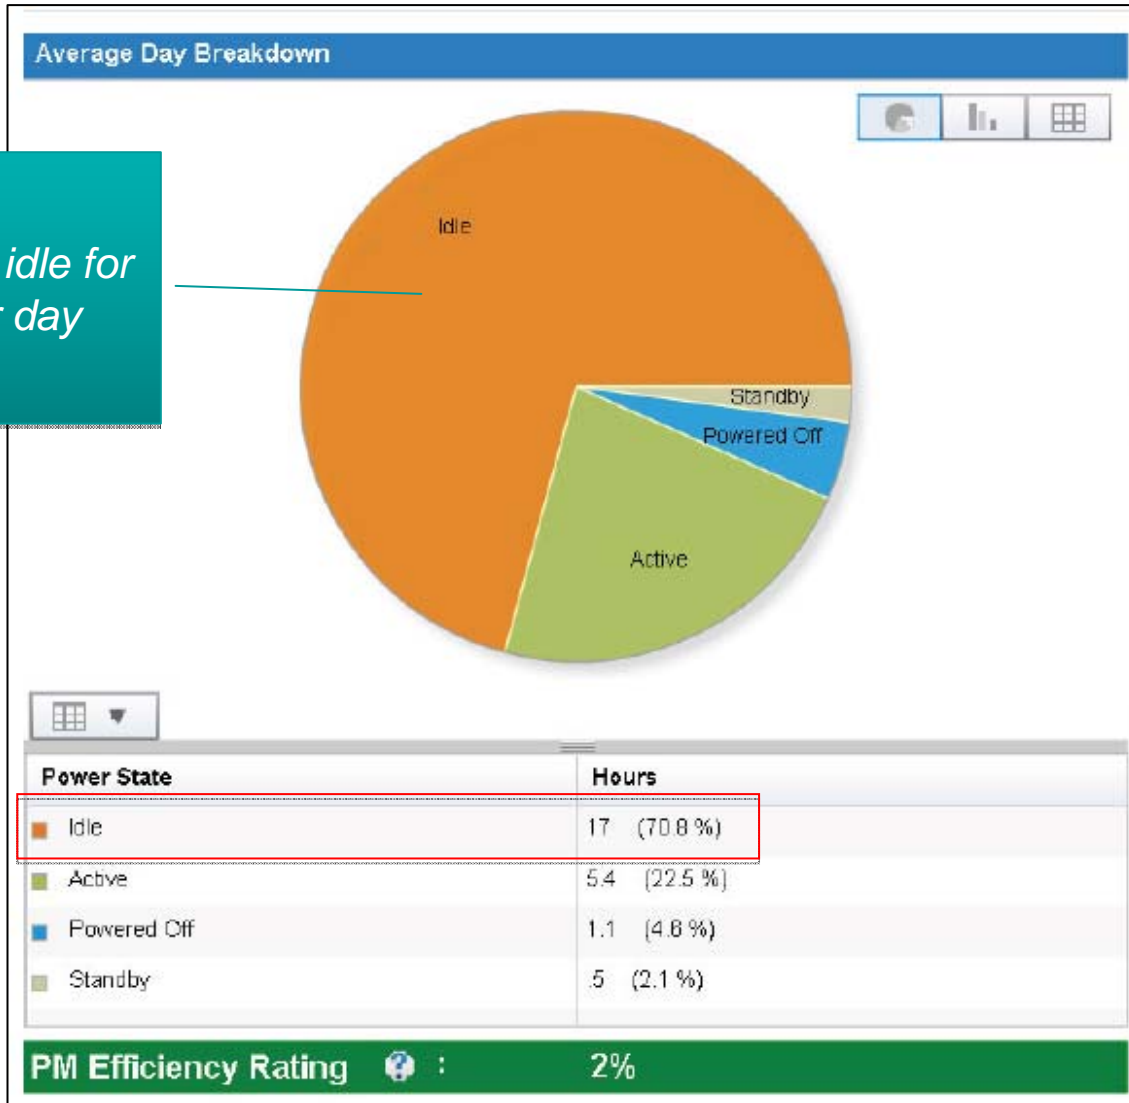 Average Day Breakdown
Idle
idle for
day
Standby
Powered Off
Active
Power State Hours
Idle 17 (70.8 %)
Active 5.4 (22.5 %)
Powered Off 1.1 (4.6 %)
Standby .5 (2.1 %)
PM Efficiency Rating : 2%